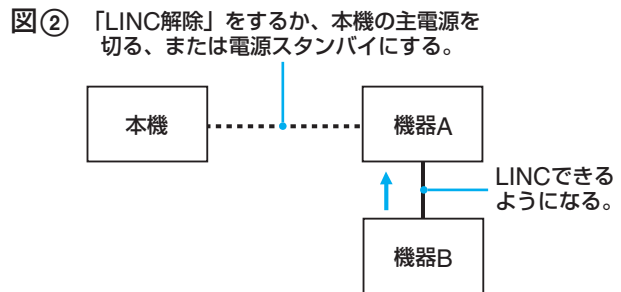 図② 「LINC解除」をするか、本機の主電源を
切る、または電源スタンバイにする。
本機
機器A
LINCできる
ようになる。
機器B